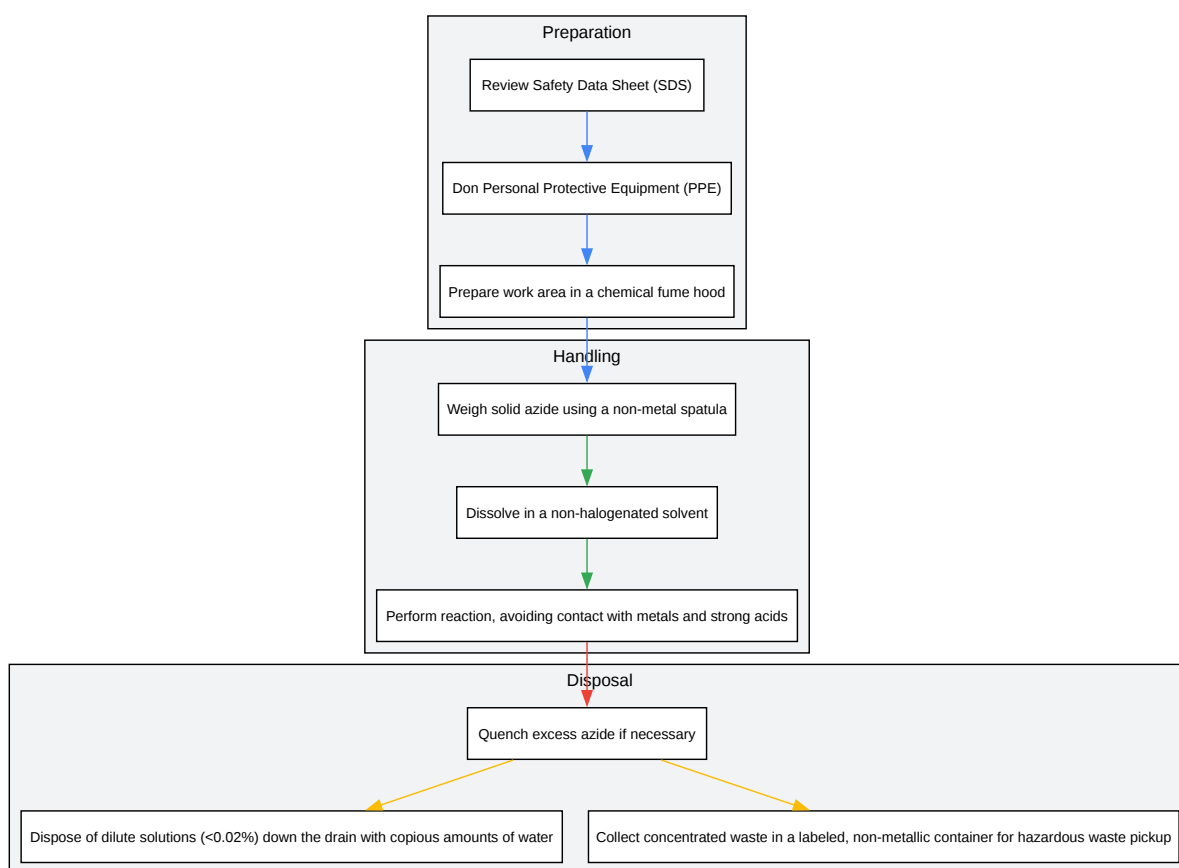 Preparation
Review Safety Data Sheet (SDS)
Don Personal Protective Equipment (PPE)
Prepare work area in a chemical fume hood
Handling
Weigh solid azide using a non-metal spatula
Dissolve in a non-halogenated solvent
Perform reaction, avoiding contact with metals and strong acids
Disposal
Quench excess azide if necessary
Dispose of dilute solutions (<0.02%) down the drain with copious amounts of water
Collect concentrated waste in a labeled, non-metallic container for hazardous waste pickup